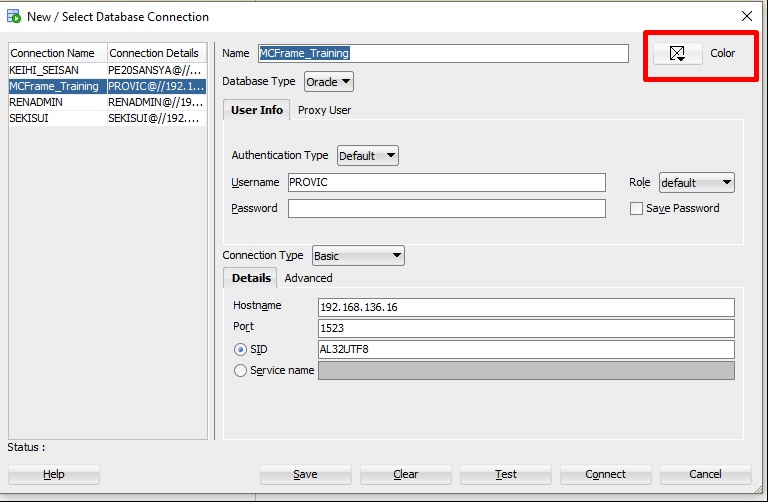 New / Select Database Connection
Connection Name Connection Details
KEIHI_SEISAN PE20SANSYA@//...
MCFrame_Training PROVIC@//192.1...
RENADMIN RENADMIN@//19...
SEKISUI SEKISUI@//192....
Name MCFrame_Training Color
Database Type Oracle
User Info Proxy User
Authentication Type Default
Username PROVIC Role default
Password Save Password
Connection Type Basic
Details Advanced
Hostname 192.168.136.16
Port 1523
SID AL32UTF8
Service name
Status :
Help Save Clear Test Connect Cancel